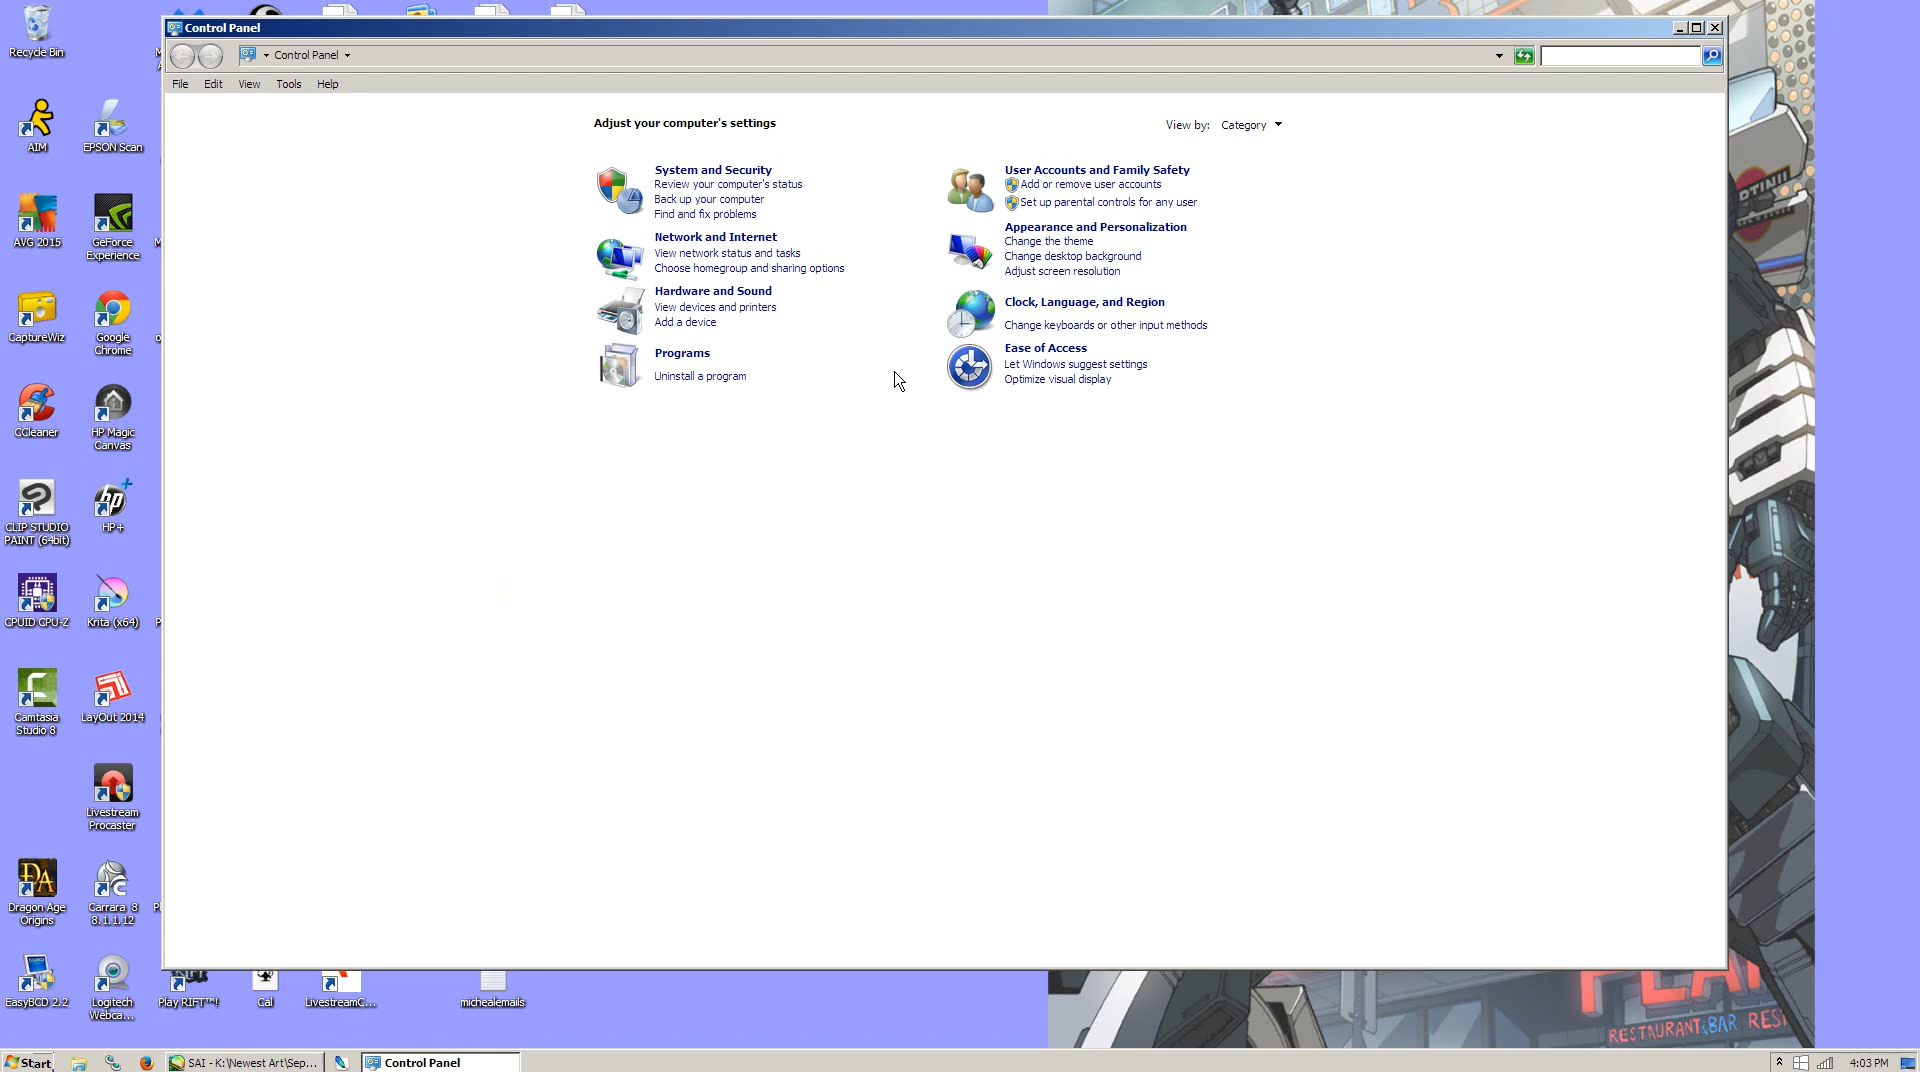 Control Panel
Control Panel
File Edit View Tools Help
Adjust your computer's settings
View by: Category
System and Security
Review your computer's status
Back up your computer
Find and fix problems
Network and Internet
View network status and tasks
Choose homegroup and sharing options
Hardware and Sound
View devices and printers
Add a device
Programs
Uninstall a program
User Accounts and Family Safety
Add or remove user accounts
Set up parental controls for any user
Appearance and Personalization
Change the theme
Change desktop background
Adjust screen resolution
Clock, Language, and Region
Change keyboards or other input methods
Ease of Access
Let Windows suggest settings
Optimize visual display
Recycle Bin
AIM
EPSON Scan
AVG 2015
GeForce
Experience
CaptureWiz
Google
Chrome
CCleaner
HP Magic
Canvas
CLIP STUDIO
PAINT (64bit)
HP+
CPUID CPU-Z
Krita (x64)
Camtasia
Studio 8
LayOut 2014
Livestream
Procaster
Dragon Age
Origins
Carrara 8
8.1.1.12
EasyBCD 2.2
Logitech
Webca...
Play RIFT™!
Cal
LivestreamC...
michealemails
RESTAURANT&BAR RES
Start
SAI - K:\Newest Art\Sep...
Control Panel
4:03 PM